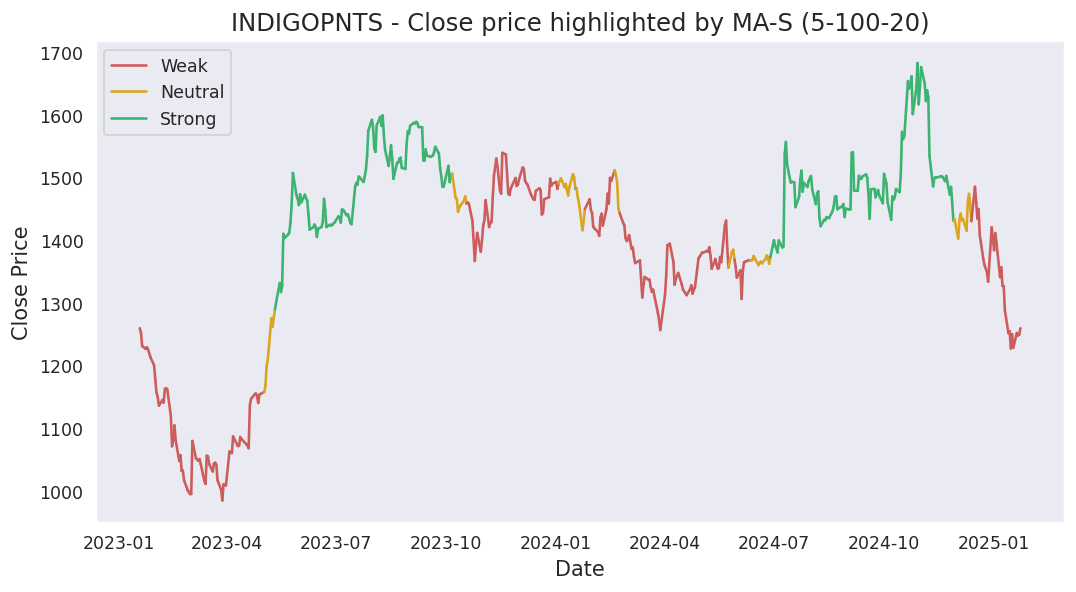 INDIGOPNTS - Close price highlighted by MA-S (5-100-20)
Weak
Neutral
Strong
Close Price
1700
1600
1500
1400
1300
1200
1100
1000
2023-01 2023-04 2023-07 2023-10 2024-01 2024-04 2024-07 2024-10 2025-01
Date